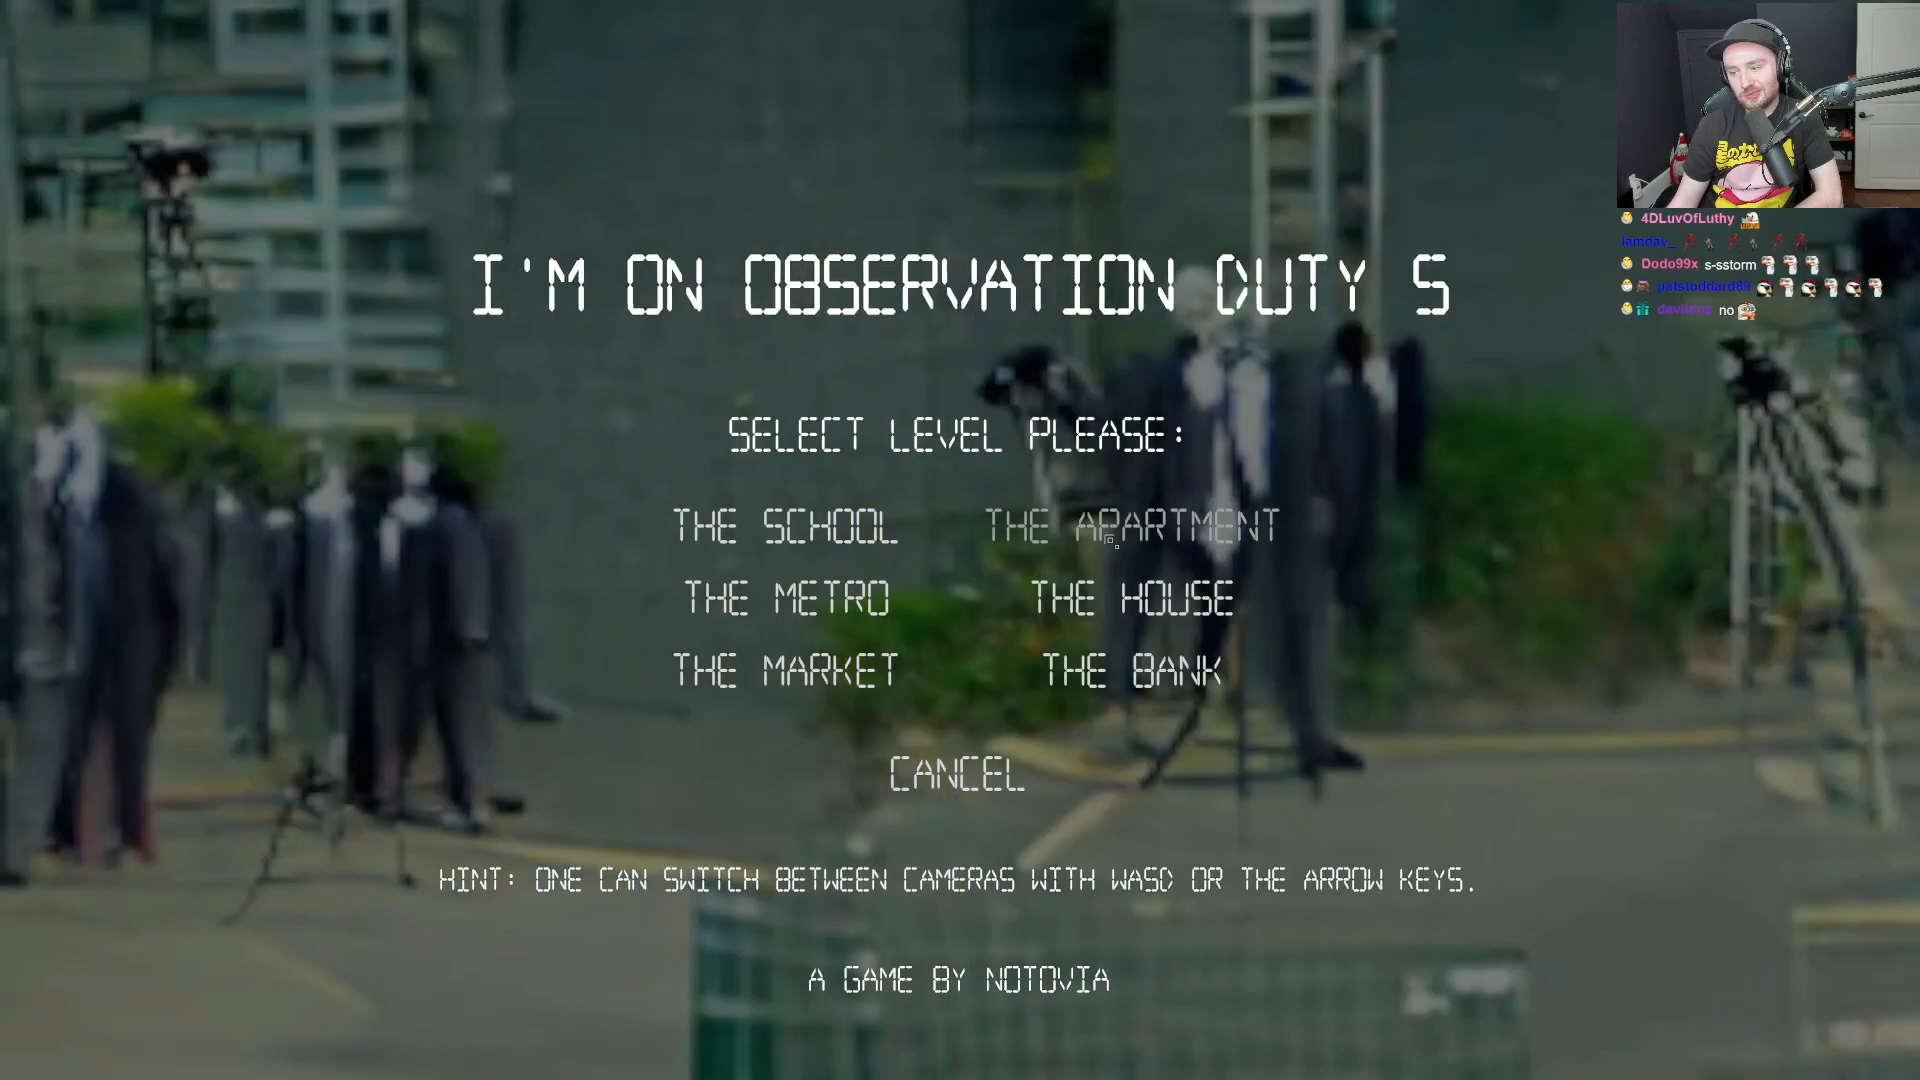 I'M ON OBSERVATION DUTY 5
SELECT LEVEL PLEASE:
THE SCHOOL THE APARTMENT
THE METRO THE HOUSE
THE MARKET THE BANK
CANCEL
HINT: ONE CAN SWITCH BETWEEN CAMERAS WITH WASD OR THE ARROW KEYS.
A GAME BY NOTOVIA
4DLuvOfLuthy
iamdav_
Dodo99x s-sstorm
patstoddard89
no